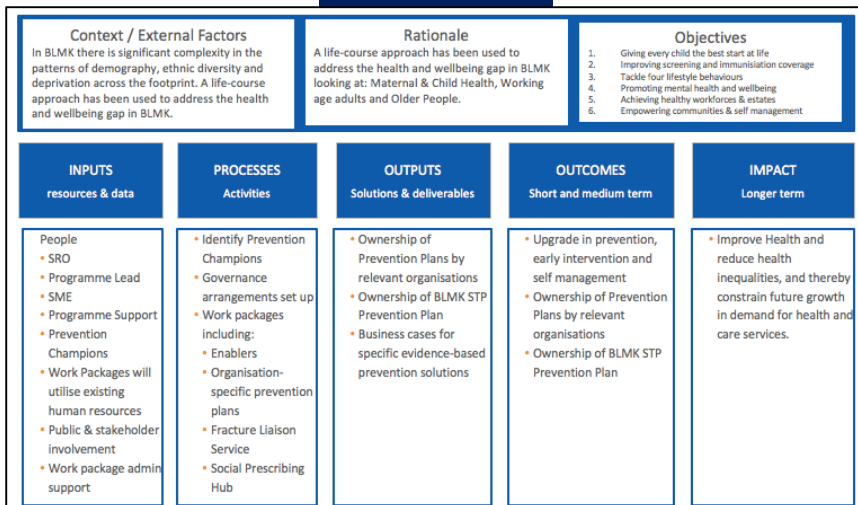 Context / External Factors
In BLMK there is significant complexity in the
patterns of demography, ethnic diversity and
deprivation across the footprint. A life-course
approach has been used to address the health
and wellbeing gap in BLMK.
Rationale
A life-course approach has been used to
address the health and wellbeing gap in BLMK
looking at: Maternal & Child Health, Working
age adults and Older People.
Objectives
1. Giving every child the best start at life
2. Improving screening and immunisiation coverage
3. Tackle four lifestyle behaviours
4. Promoting mental health and wellbeing
5. Achieving healthy workforces & estates
6. Empowering communities & self management
INPUTS
resources & data
PROCESSES
Activities
OUTPUTS
Solutions & deliverables
OUTCOMES
Short and medium term
IMPACT
Longer term
People
• SRO
• Programme Lead
• SME
• Programme Support
• Prevention
Champions
• Work Packages will
utilise existing
human resources
• Public & stakeholder
involvement
• Work package admin
support
• Identify Prevention
Champions
• Governance
arrangements set up
• Work packages
including:
• Enablers
• Organisation-
specific prevention
plans
• Fracture Liaison
Service
• Social Prescribing
Hub
• Ownership of
Prevention Plans by
relevant organisations
• Ownership of BLMK STP
Prevention Plan
• Business cases for
specific evidence-based
prevention solutions
• Upgrade in prevention,
early intervention and
self management
• Ownership of Prevention
Plans by relevant
organisations
• Ownership of BLMK STP
Prevention Plan
• Improve Health and
reduce health
inequalities, and thereby
constrain future growth
in demand for health and
care services.